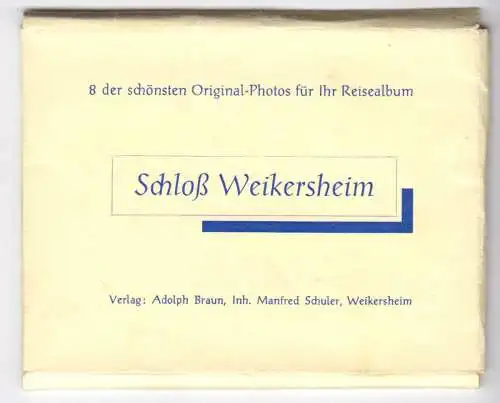 8 der schönsten Original-Photos für Ihr Reisealbum
Schloß Weikersheim
Verlag: Adolph Braun, Inh. Manfred Schuler, Weikersheim